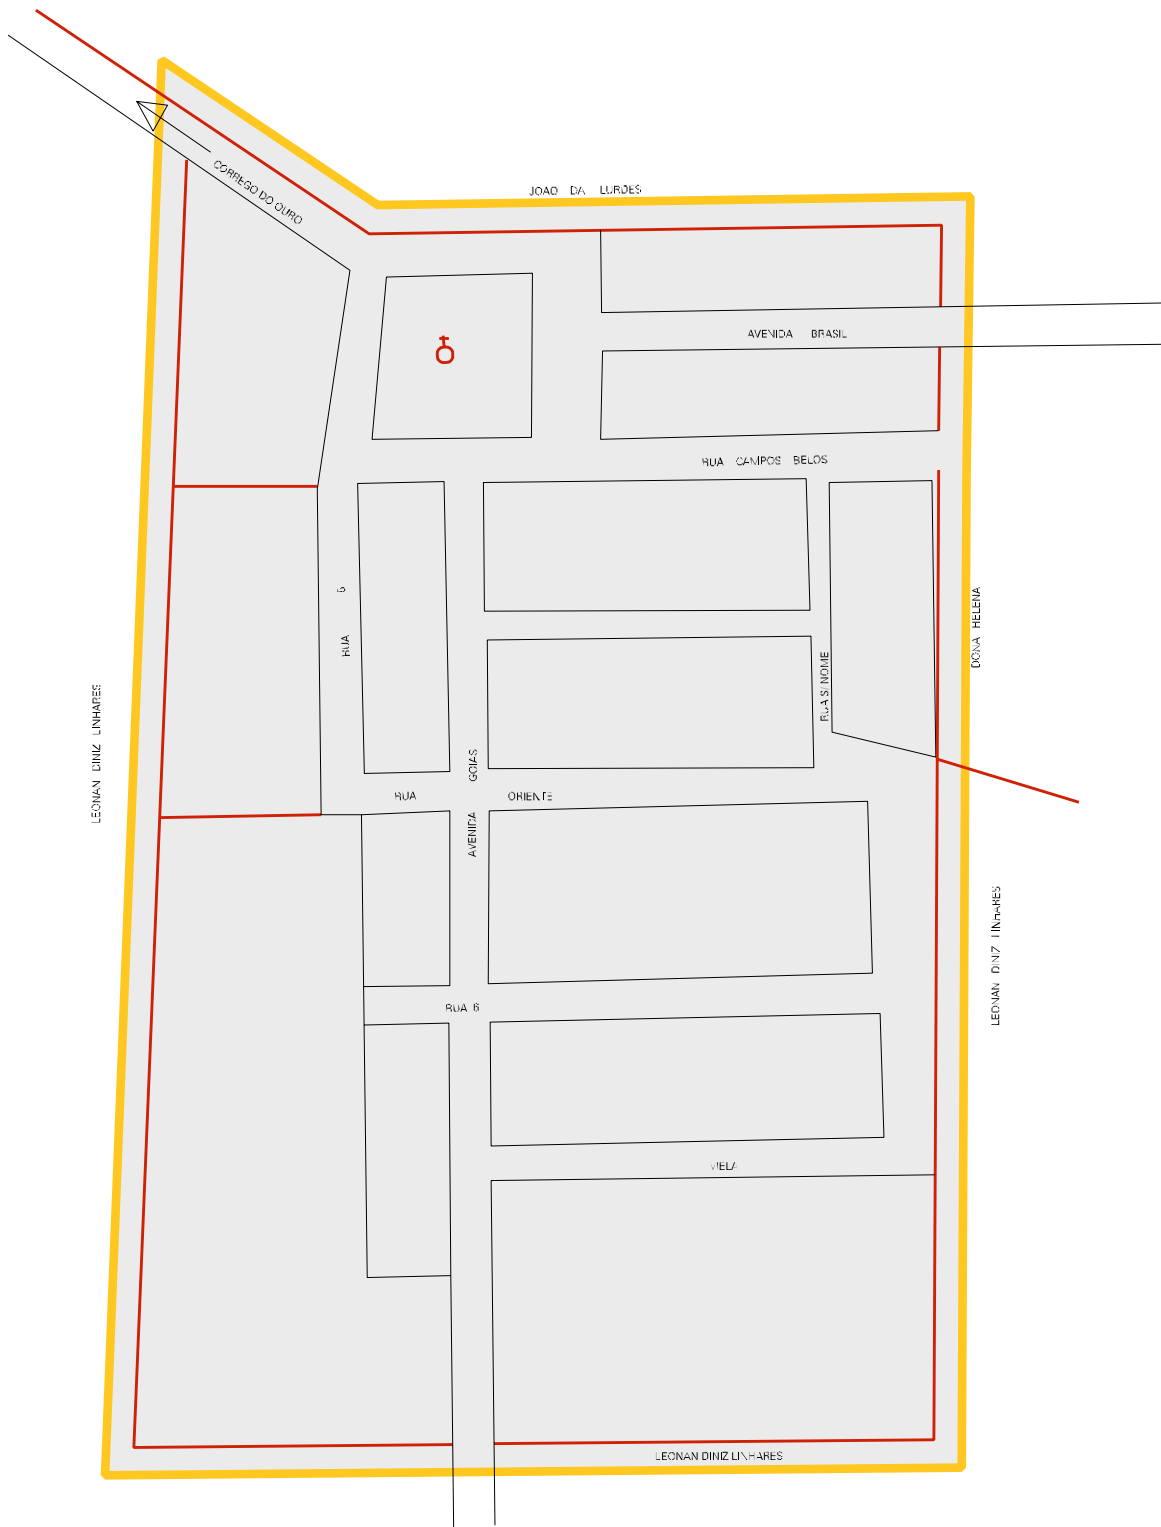 CORREGO DO OURO
JOAO DA LURDES
AVENIDA BRASIL
RUA CAMPOS BELOS
RUA 5
DONA HELENA
RUA S/ NOME
LEONAN DINIZ LINHARES
AVENIDA GOIAS
RUA ORIENTE
LEONAN DINIZ LINHARES
RUA 6
VIELA
LEONAN DINIZ LINHARES